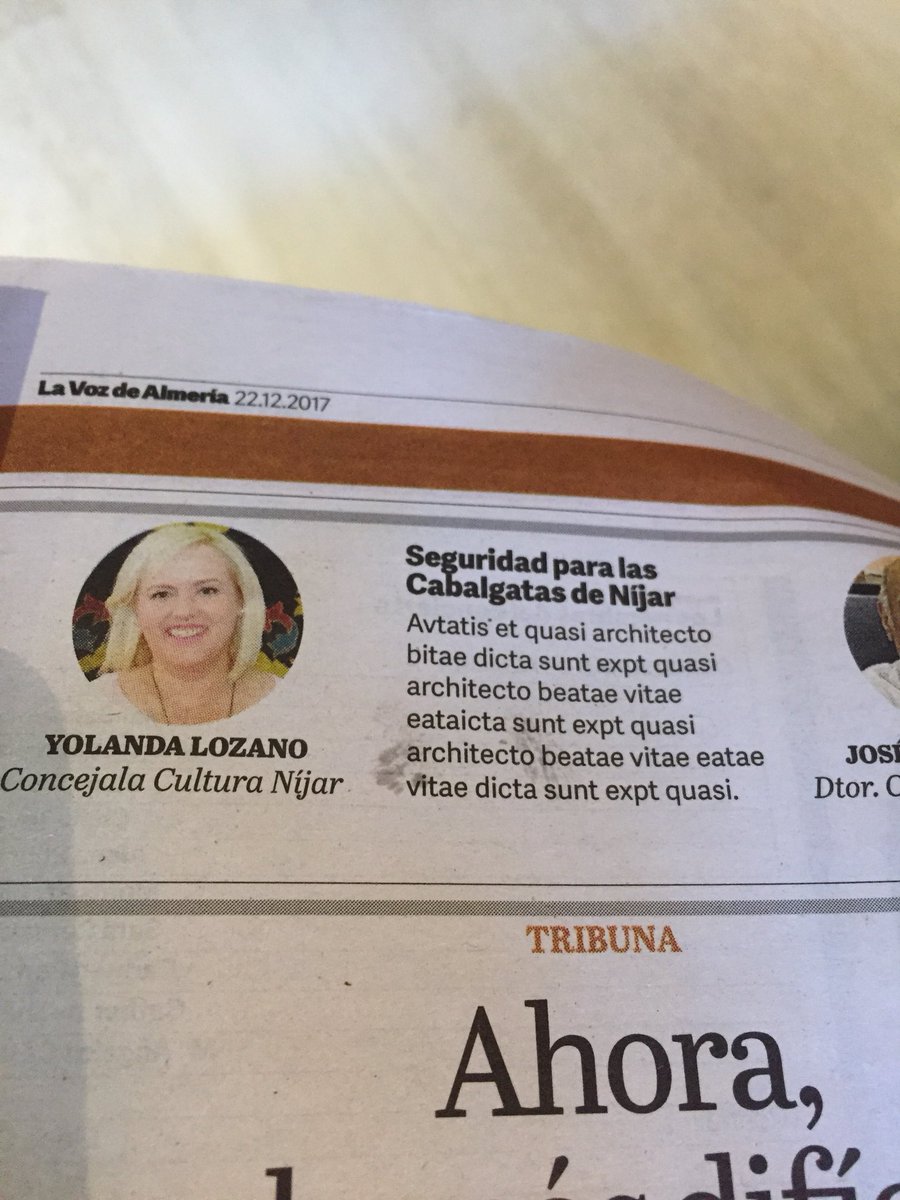 La Voz de Almería 22.12.2017
YOLANDA LOZANO
Concejala Cultura Níjar
Seguridad para las
Cabalgatas de Níjar
Avtatis et quasi architecto
bitae dicta sunt expt quasi
architecto beatae vitae
eataicta sunt expt quasi
architecto beatae vitae eatae
vitae dicta sunt expt quasi.
JOSÉ
Dtor.
TRIBUNA
Ahora,